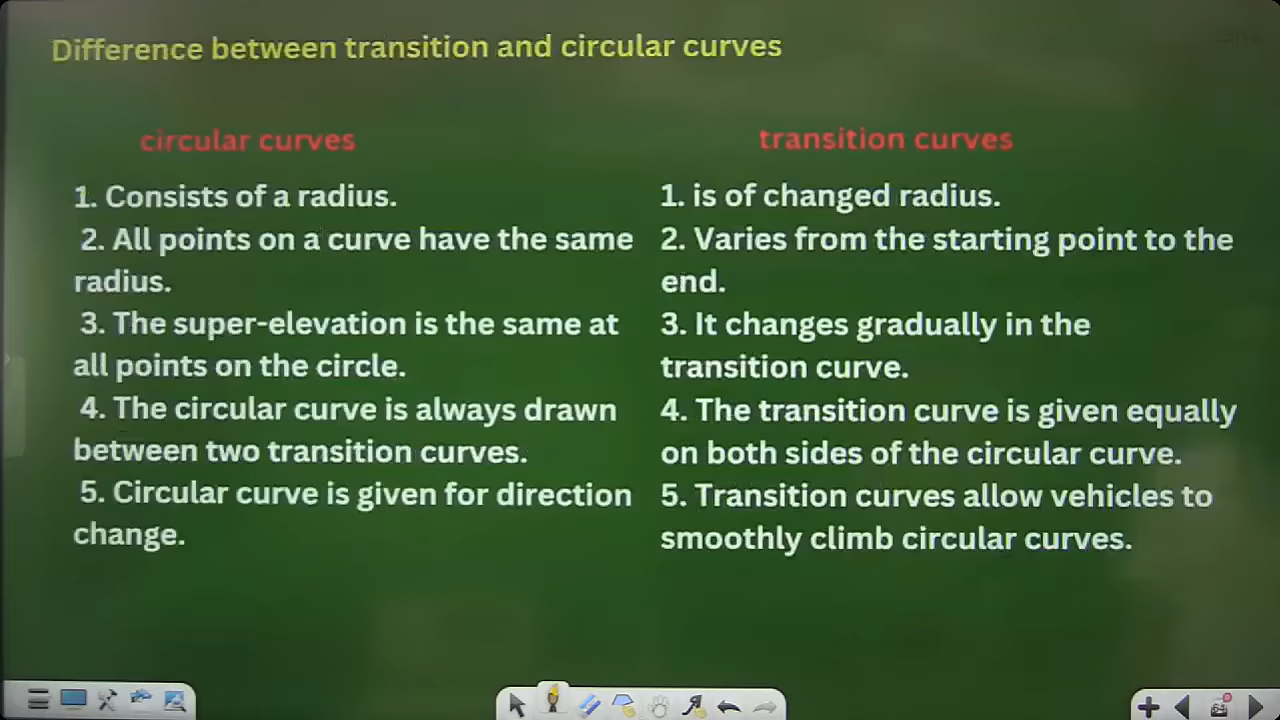 Difference between transition and circular curves
circular curves
1. Consists of a radius.
2. All points on a curve have the same
radius.
3. The super-elevation is the same at
all points on the circle.
4. The circular curve is always drawn
between two transition curves.
5. Circular curve is given for direction
change.
transition curves
1. is of changed radius.
2. Varies from the starting point to the
end.
3. It changes gradually in the
transition curve.
4. The transition curve is given equally
on both sides of the circular curve.
5. Transition curves allow vehicles to
smoothly climb circular curves.